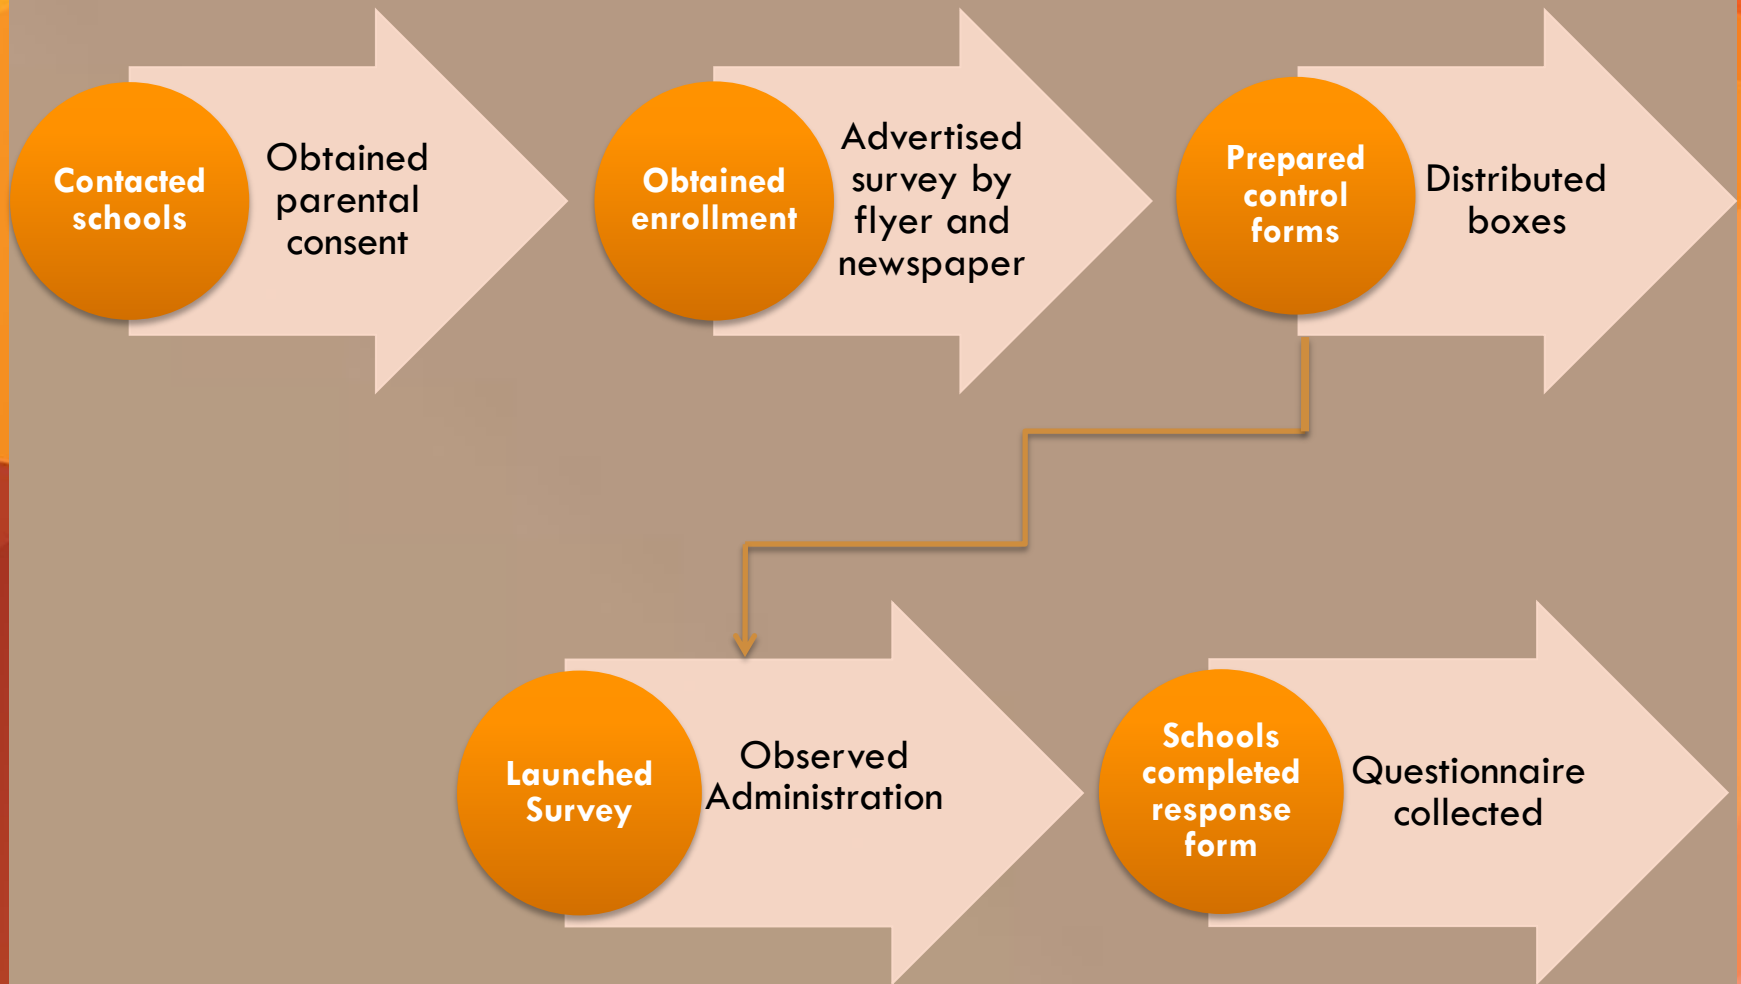 Contacted
schools
Obtained
parental
consent
Obtained
enrollment
Advertised
survey by
flyer and
newspaper
Prepared
control
forms
Distributed
boxes
Launched
Survey
Observed
Administration
Schools
completed
response
form
Questionnaire
collected